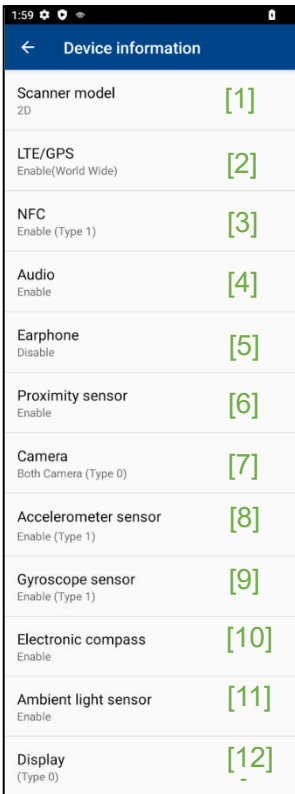 1:59
Device information
Scanner model [1]
2D
LTE/GPS [2]
Enable(World Wide)
NFC [3]
Enable (Type 1)
Audio [4]
Enable
Earphone [5]
Disable
Proximity sensor [6]
Enable
Camera [7]
Both Camera (Type 0)
Accelerometer sensor [8]
Enable (Type 1)
Gyroscope sensor [9]
Enable (Type 1)
Electronic compass [10]
Enable
Ambient light sensor [11]
Enable
Display [12]
(Type 0)